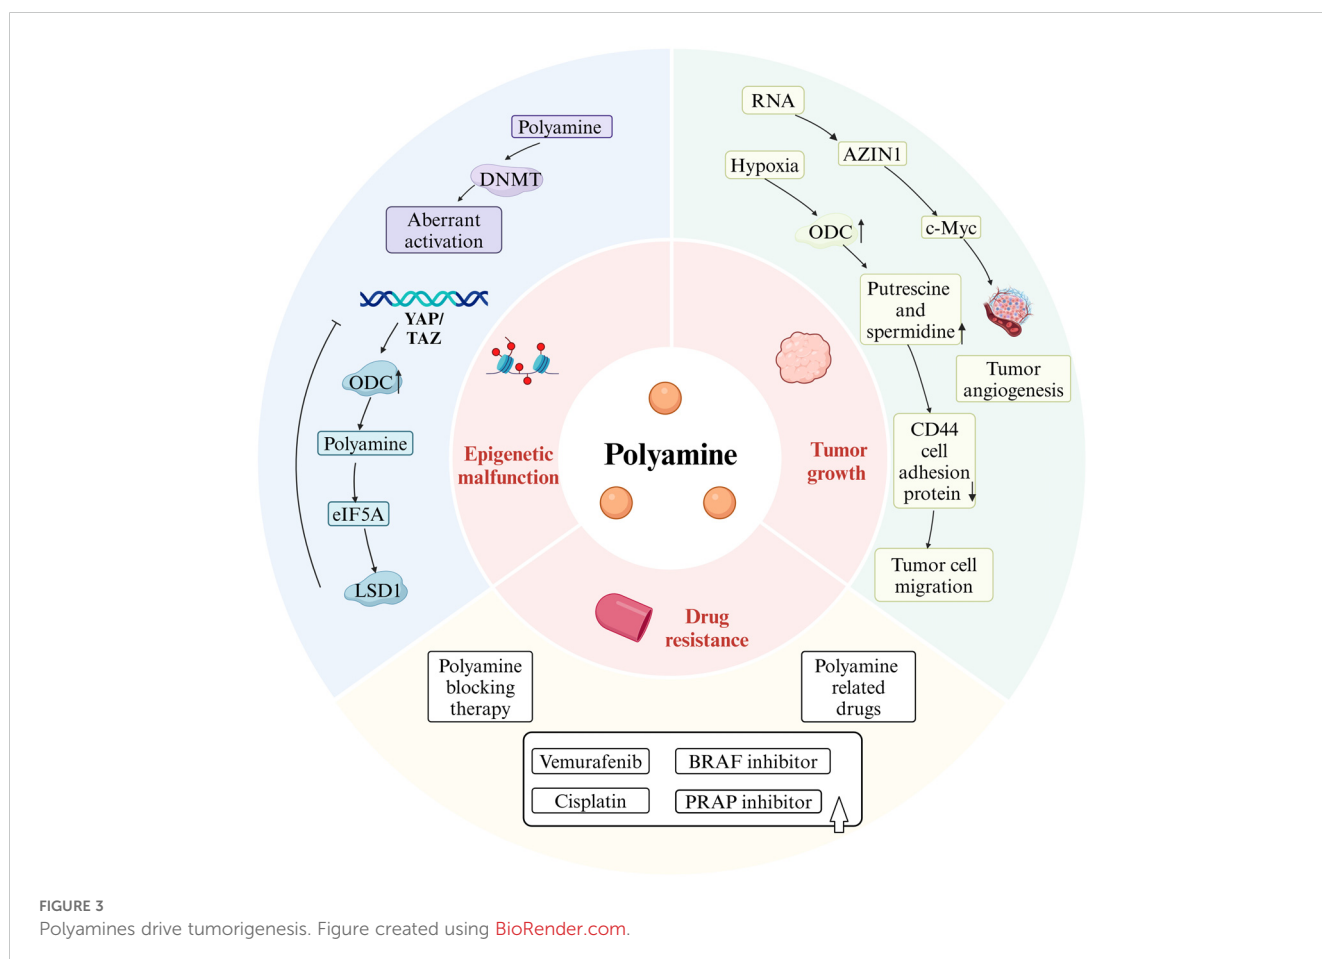 Polyamine
DNMT
Aberrant
activation
YAP/
TAZ
ODC
Polyamine
eIF5A
LSD1
Epigenetic
malfunction
RNA
AZIN1
Hypoxia
c-Myc
ODC
Putrescine
and
spermidine
Tumor
angiogenesis
CD44
cell
adhesion
protein
Tumor cell
migration
Tumor
growth
Polyamine
Drug
resistance
Polyamine
blocking
therapy
Polyamine
related
drugs
Vemurafenib
BRAF inhibitor
Cisplatin
PRAP inhibitor
FIGURE 3
Polyamines drive tumorigenesis. Figure created using BioRender.com.